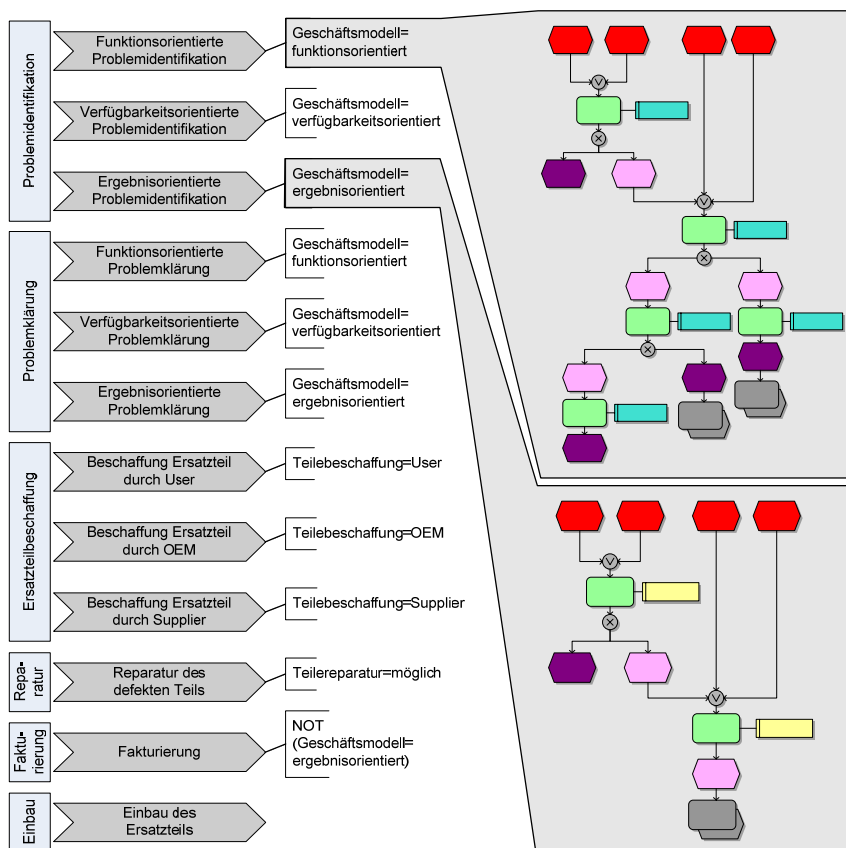 Problemidentifikation
Funktionsorientierte
Problemidentifikation
Geschäftsmodell=
funktionsorientiert
Verfügbarkeitsorientierte
Problemidentifikation
Geschäftsmodell=
verfügbarkeitsorientiert
Ergebnisorientierte
Problemidentifikation
Geschäftsmodell=
ergebnisorientiert
Problemklärung
Funktionsorientierte
Problemklärung
Geschäftsmodell=
funktionsorientiert
Verfügbarkeitsorientierte
Problemklärung
Geschäftsmodell=
verfügbarkeitsorientiert
Ergebnisorientierte
Problemklärung
Geschäftsmodell=
ergebnisorientiert
Ersatzteilbeschaffung
Beschaffung Ersatzteil
durch User
Teilebeschaffung=User
Beschaffung Ersatzteil
durch OEM
Teilebeschaffung=OEM
Beschaffung Ersatzteil
durch Supplier
Teilebeschaffung=Supplier
Repa-
ratur
Reparatur des
defekten Teils
Teilereparatur=möglich
Faktu-
rierung
Fakturierung
NOT
(Geschäftsmodell=
ergebnisorientiert)
Einbau
Einbau des
Ersatzteils